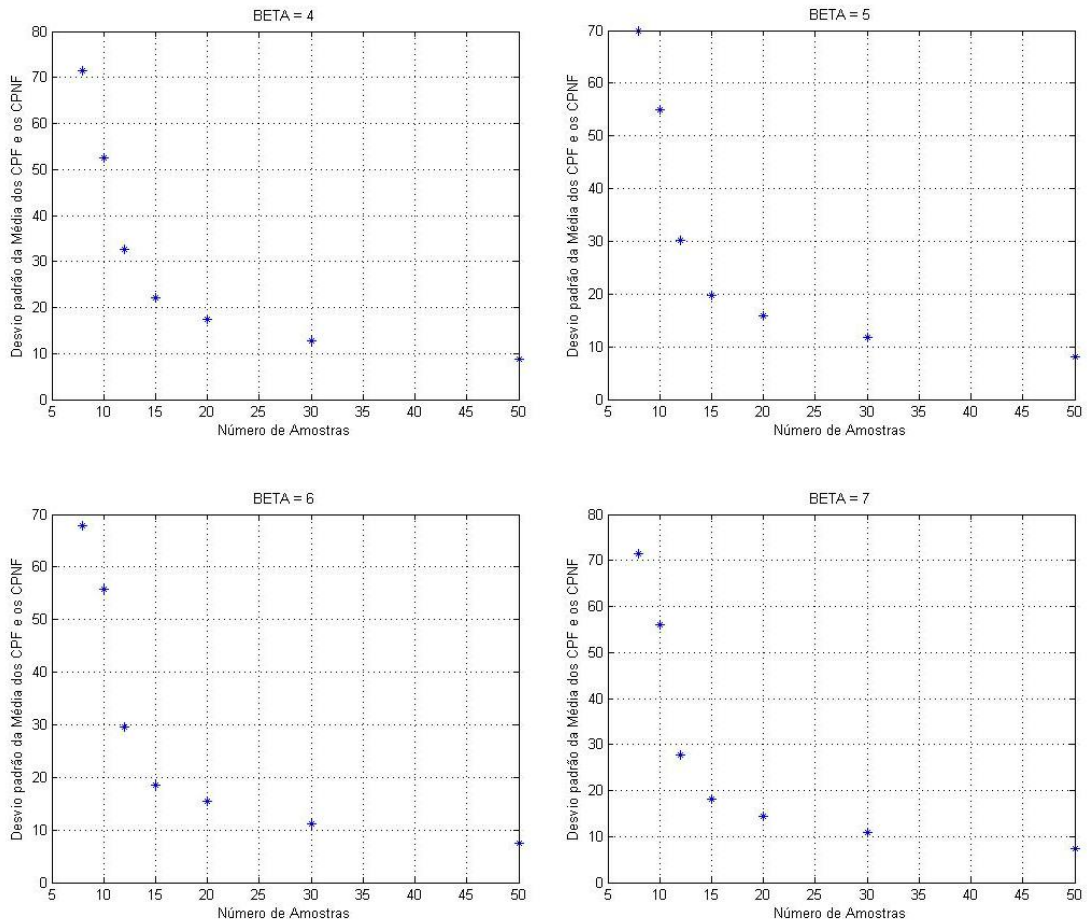 BETA = 4
Desvio padrão da Média dos CPF e os CPNF
80
70
60
50
40
30
20
10
0
5 10 15 20 25 30 35 40 45 50
Número de Amostras
BETA = 5
Desvio padrão da Média dos CPF e os CPNF
70
60
50
40
30
20
10
0
5 10 15 20 25 30 35 40 45 50
Número de Amostras
BETA = 6
Desvio padrão da Média dos CPF e os CPNF
70
60
50
40
30
20
10
0
5 10 15 20 25 30 35 40 45 50
Número de Amostras
BETA = 7
Desvio padrão da Média dos CPF e os CPNF
80
70
60
50
40
30
20
10
0
5 10 15 20 25 30 35 40 45 50
Número de Amostras